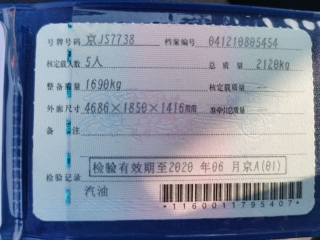 号牌号码 京JS7738 档案编号 041210805454
核定载人数 5人 总 质 量 2120kg
整备质量 1690kg 核定载质量 --
外廓尺寸 4686×1850×1416mm 准牵引总质量 --
备 注
检验有效期至2020 年06 月京A(01)
检验记录
汽油
*1160011795407*